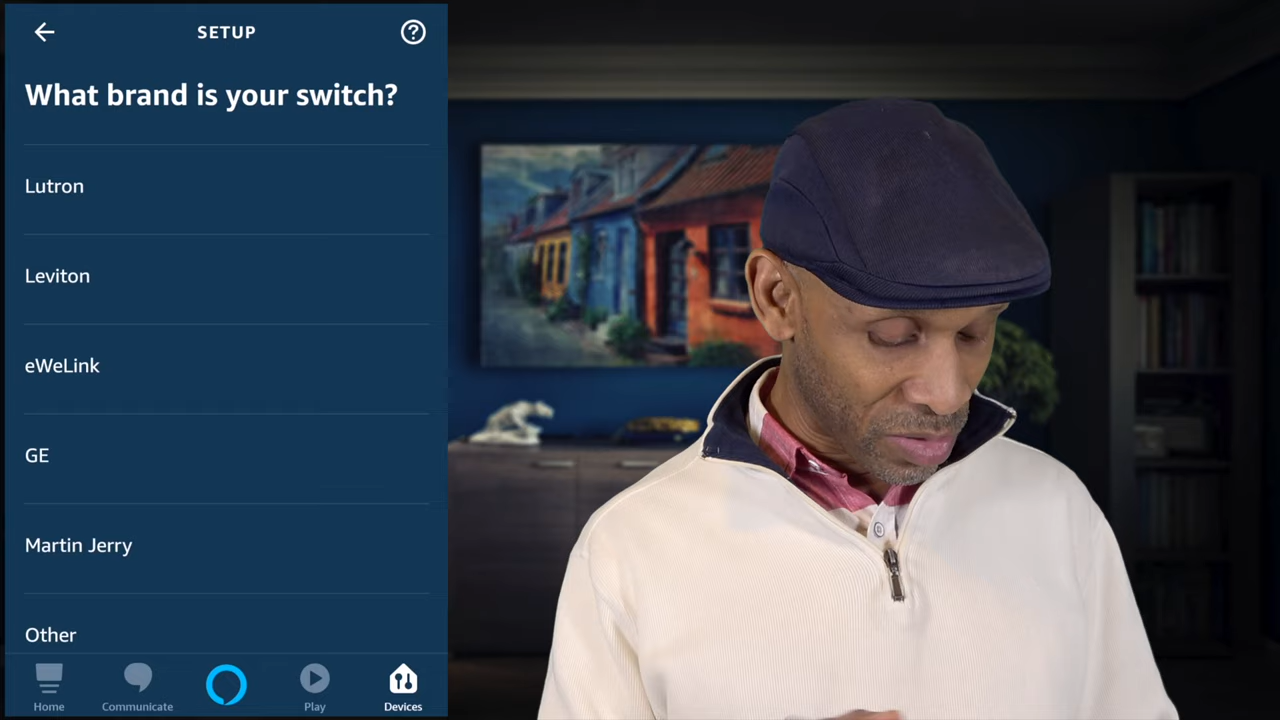 SETUP
What brand is your switch?
Lutron
Leviton
eWeLink
GE
Martin Jerry
Other
Home
Communicate
Play
Devices